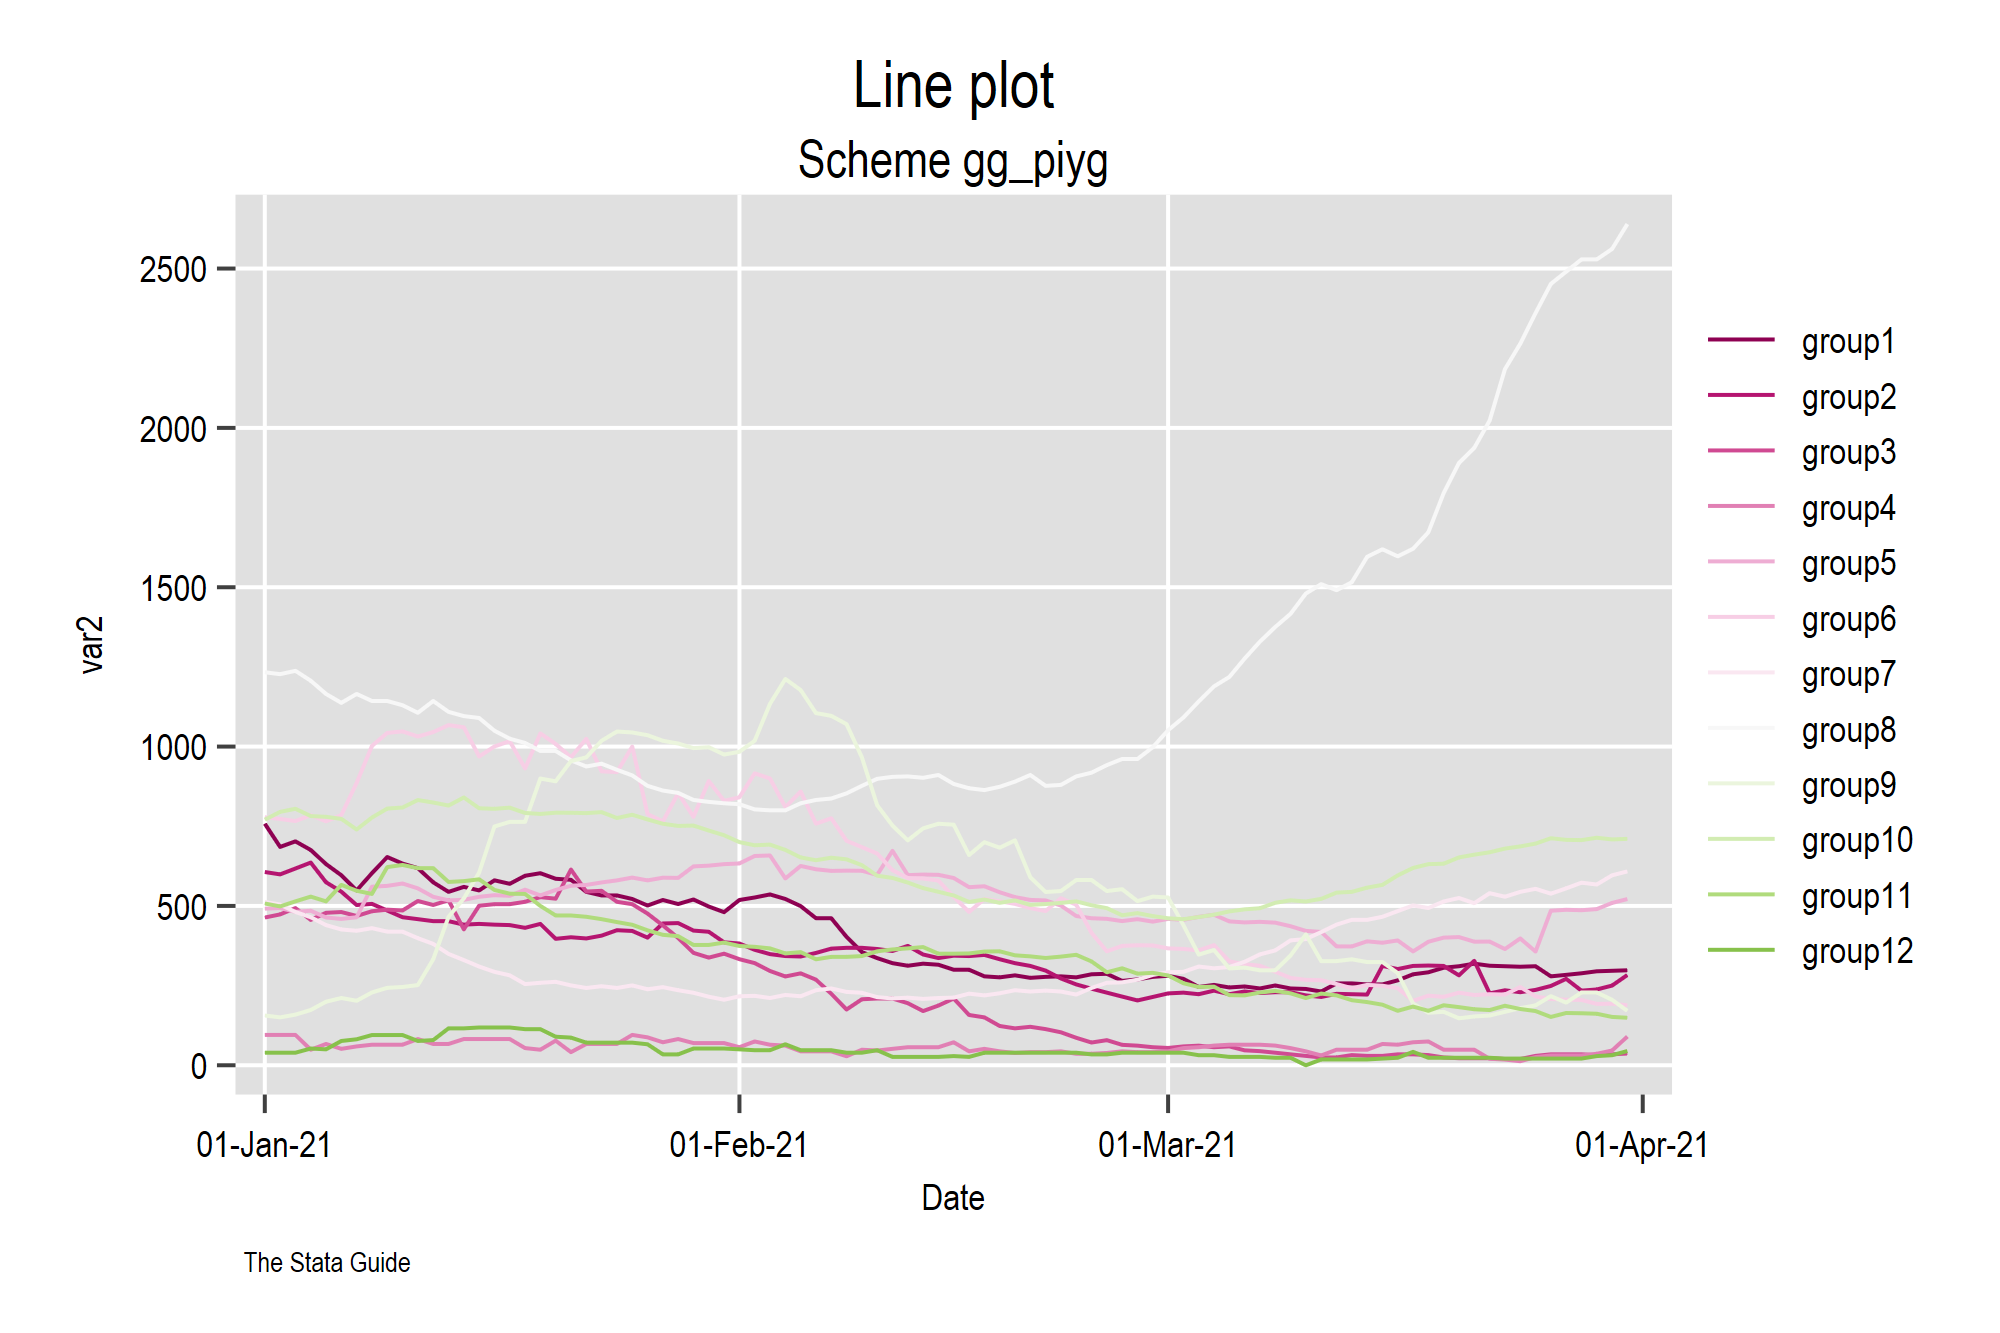 Line plot
Scheme gg_piyg
var2
2500
2000
1500
1000
500
0
01-Jan-21
01-Feb-21
01-Mar-21
01-Apr-21
Date
group1
group2
group3
group4
group5
group6
group7
group8
group9
group10
group11
group12
The Stata Guide